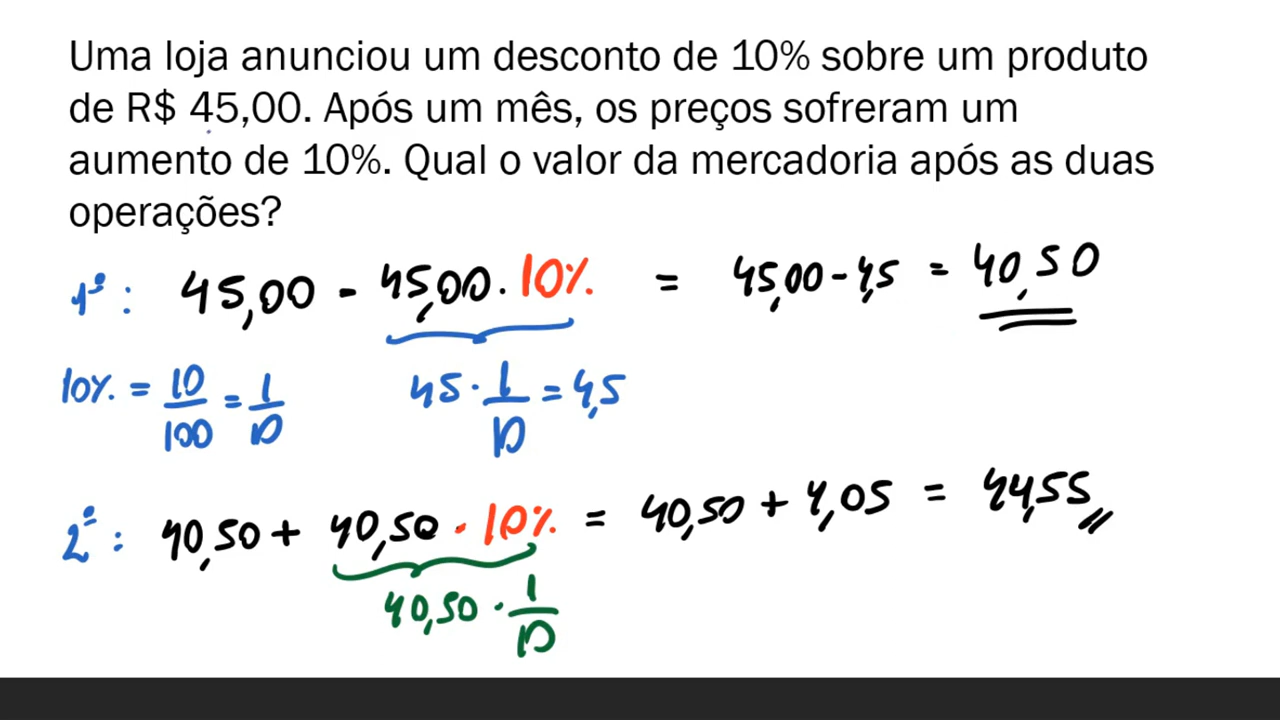 Uma loja anunciou um desconto de 10% sobre um produto
de R$ 45,00. Após um mês, os preços sofreram um
aumento de 10%. Qual o valor da mercadoria após as duas
operações?
1º: 45,00 - 45,00 . 10% = 45,00 - 4,5 = 40,50
10% = 10/100 = 1/10 45 · 1/10 = 4,5
2º: 40,50 + 40,50 · 10% = 40,50 + 4,05 = 44,55
40,50 · 1/10